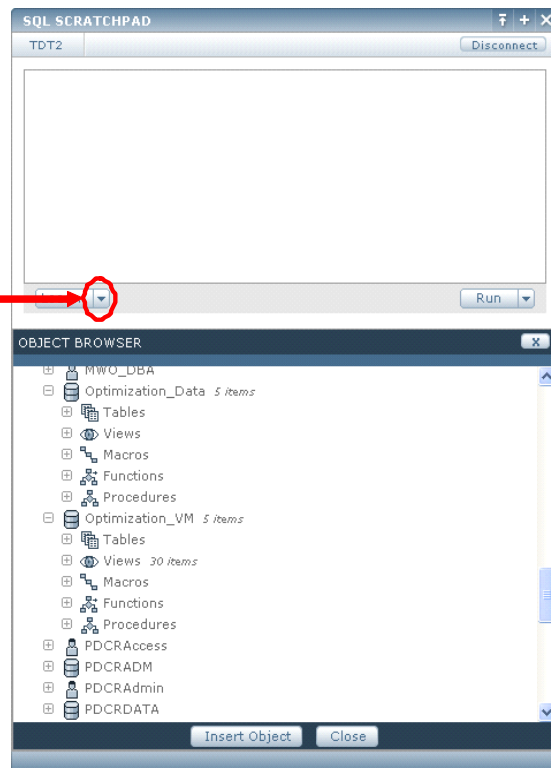 SQL SCRATCHPAD
TDT2 Disconnect
Run
OBJECT BROWSER
MWO_DBA
Optimization_Data 5 items
Tables
Views
Macros
Functions
Procedures
Optimization_VM 5 items
Tables
Views 30 items
Macros
Functions
Procedures
PDCRAccess
PDCRADM
PDCRAdmin
PDCRDATA
Insert Object Close